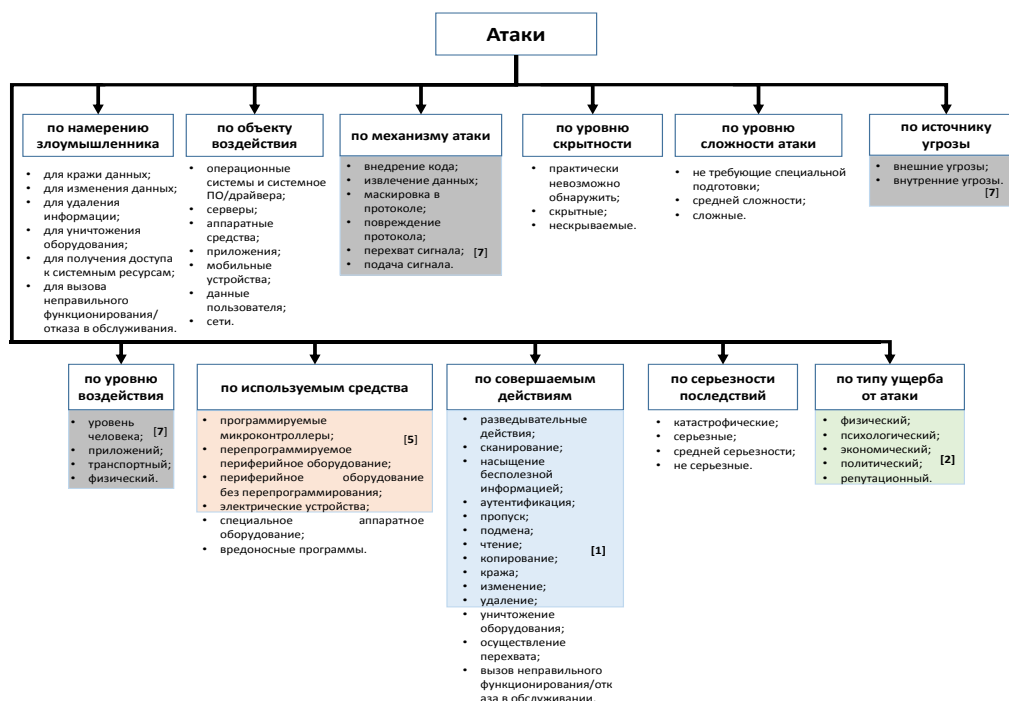 Атаки
по намерению
злоумышленника
• для кражи данных;
• для изменения данных;
• для удаления
информации;
• для уничтожения
оборудования;
• для получения доступа
к системным ресурсам;
• для вызова
неправильного
функционирования/
отказа в обслуживания.
по объекту
воздействия
• операционные
системы и системное
ПО/драйвера;
• серверы;
• аппаратные
средства;
• приложения;
• мобильные
устройства;
• данные
пользователя;
• сети.
по механизму атаки
• внедрение кода;
• извлечение данных;
• маскировка в
протоколе;
• повреждение
протокола;
• перехват сигнала; [7]
• подача сигнала.
по уровню
скрытности
• практически
невозможно
обнаружить;
• скрытные;
• нескрываемые.
по уровню
сложности атаки
• не требующие специальной
подготовки;
• средней сложности;
• сложные.
по источнику
угрозы
• внешние угрозы;
• внутренние угрозы.
[7]
по уровню
воздействия
• уровень
человека; [7]
• приложений;
• транспортный;
• физический.
по используемым средства
• программируемые
микроконтроллеры; [5]
• перепрограммируемое
периферийное оборудование;
• периферийное оборудование
без перепрограммирования;
• электрические устройства;
• специальное аппаратное
оборудование;
• вредоносные программы.
по совершаемым
действиям
• разведывательные
действия;
• сканирование;
• насыщение
бесполезной
информацией;
• аутентификация;
• пропуск;
• подмена;
• чтение; [1]
• копирование;
• кража;
• изменение;
• удаление;
• уничтожение
оборудования;
• осуществление
перехвата;
• вызов неправильного
функционирования/отк
аза в обслуживании.
по серьезности
последствий
• катастрофические;
• серьезные;
• средней серьезности;
• не серьезные.
по типу ущерба
от атаки
• физический;
• психологический;
• экономический;
• политический; [2]
• репутационный.